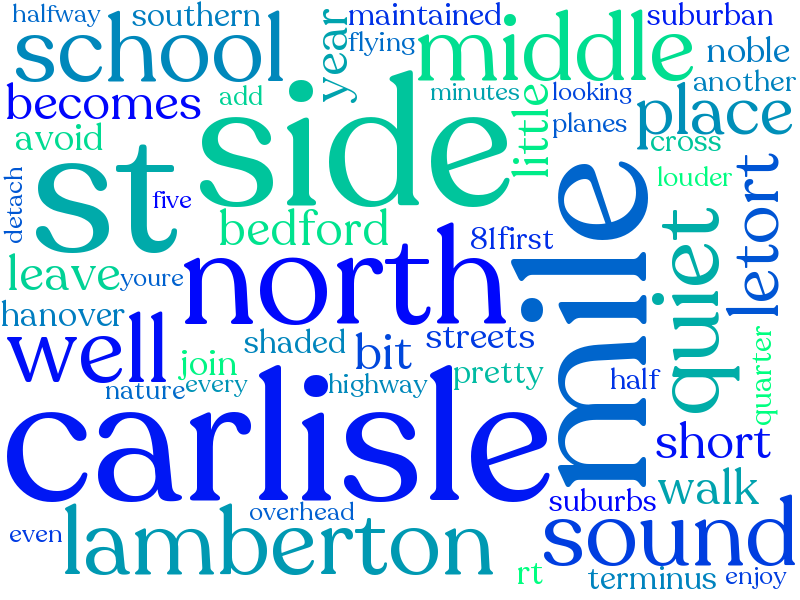 halfway
southern
year
maintained
suburban
school
flying
middle
noble
becomes
add
side
minutes
looking
another
place
avoid
st
five
little
planes
cross
mile
louder
letort
detach
bedford
81first
quiet
leave
youre
north
hanover
well
shaded
bit
streets
join
nature
every
highway
pretty
half
quarter
carlisle
short
walk
suburbs
even
lamberton
overhead
sound
rt
terminus
enjoy